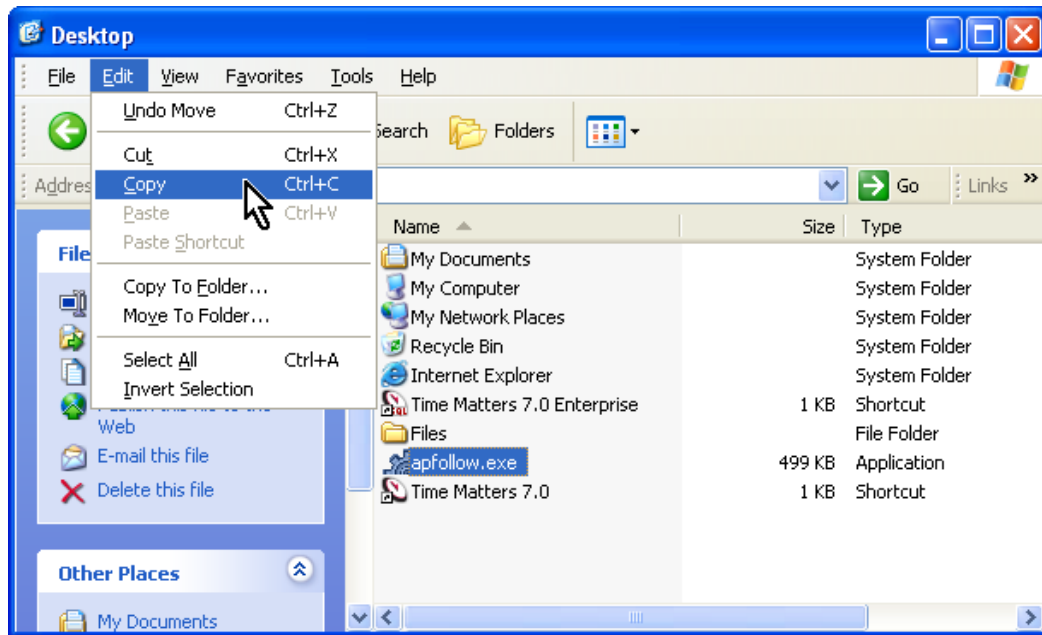 Desktop
File Edit View Favorites Tools Help
Undo Move Ctrl+Z
Search Folders
Cut Ctrl+X
Copy Ctrl+C
Go Links »
Paste Ctrl+V
Name Size Type
Paste Shortcut
File
My Documents System Folder
Copy To Folder...
My Computer System Folder
Move To Folder...
My Network Places System Folder
Recycle Bin System Folder
Select All Ctrl+A
Internet Explorer System Folder
Invert Selection
Time Matters 7.0 Enterprise 1 KB Shortcut
Web
Files File Folder
E-mail this file
apfollow.exe 499 KB Application
Delete this file
Time Matters 7.0 1 KB Shortcut
Other Places
My Documents